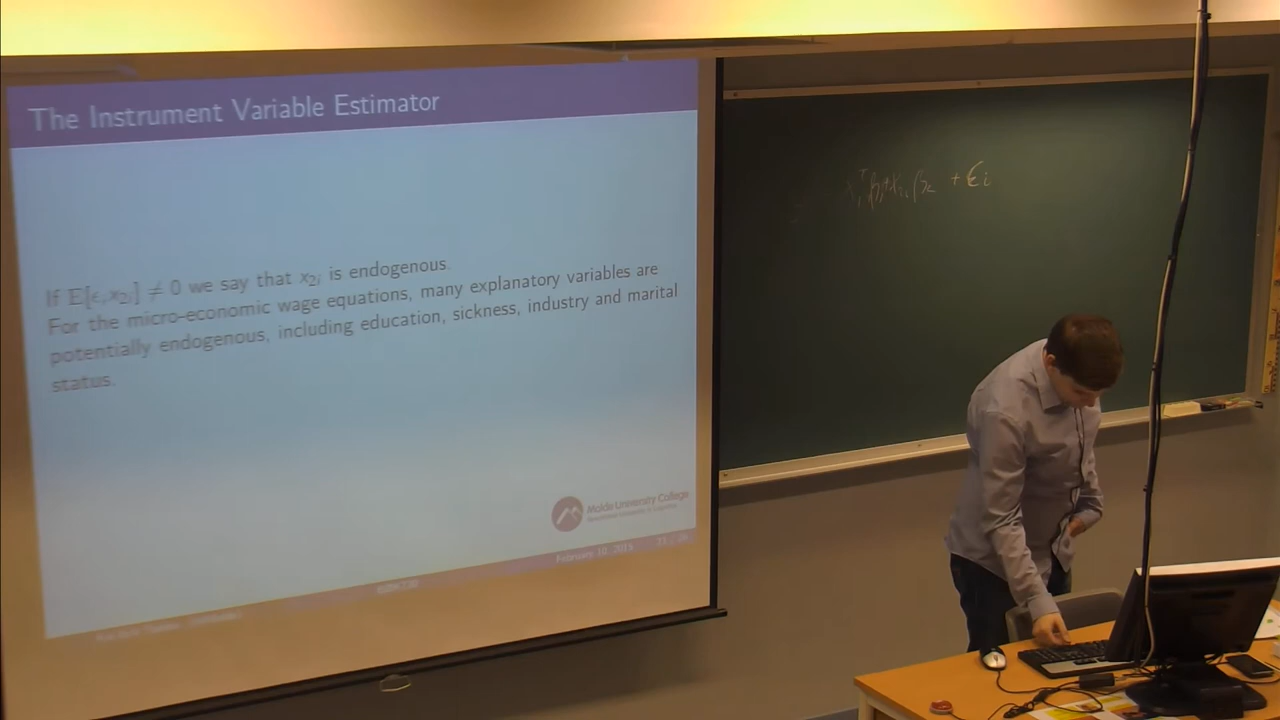 The Instrument Variable Estimator
If E[ϵᵢx₂ᵢ] ≠ 0 we say that x₂ᵢ is endogenous.
For the micro-economic wage equations, many explanatory variables are
potentially endogenous, including education, sickness, industry and marital
status.
Molde University College
February 10, 2015
+ ϵi